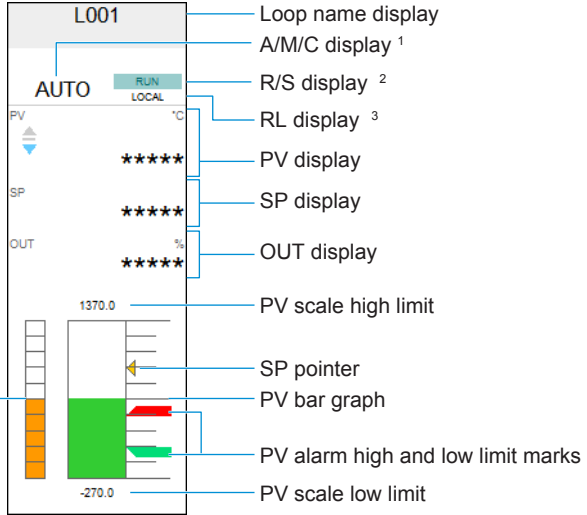 L001
Loop name display
A/M/C display 1
AUTO
RUN
R/S display 2
LOCAL
RL display 3
PV
°C
*****
PV display
SP
*****
SP display
OUT
%
*****
OUT display
1370.0
PV scale high limit
SP pointer
PV bar graph
PV alarm high and low limit marks
-270.0
PV scale low limit